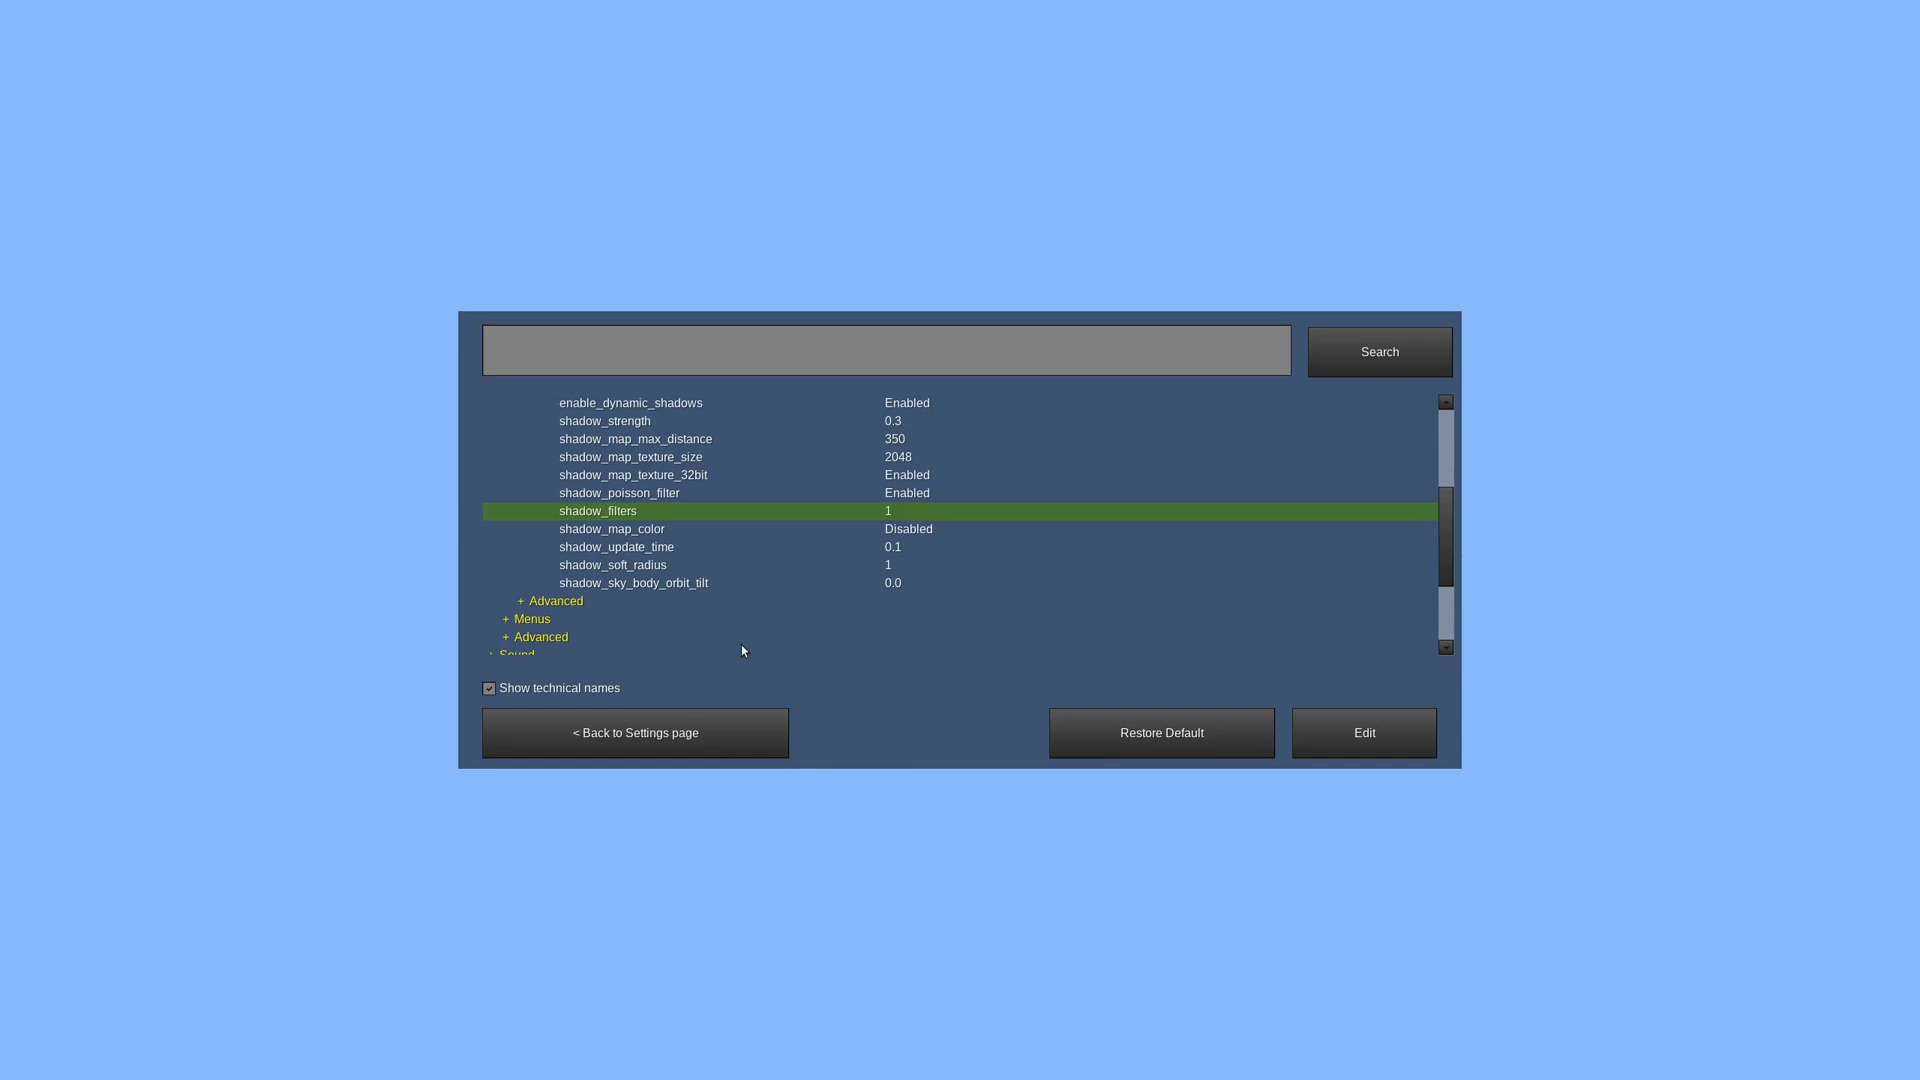 Search
enable_dynamic_shadows Enabled
shadow_strength 0.3
shadow_map_max_distance 350
shadow_map_texture_size 2048
shadow_map_texture_32bit Enabled
shadow_poisson_filter Enabled
shadow_filters 1
shadow_map_color Disabled
shadow_update_time 0.1
shadow_soft_radius 1
shadow_sky_body_orbit_tilt 0.0
+ Advanced
+ Menus
+ Advanced
+ Sound
Show technical names
< Back to Settings page
Restore Default
Edit